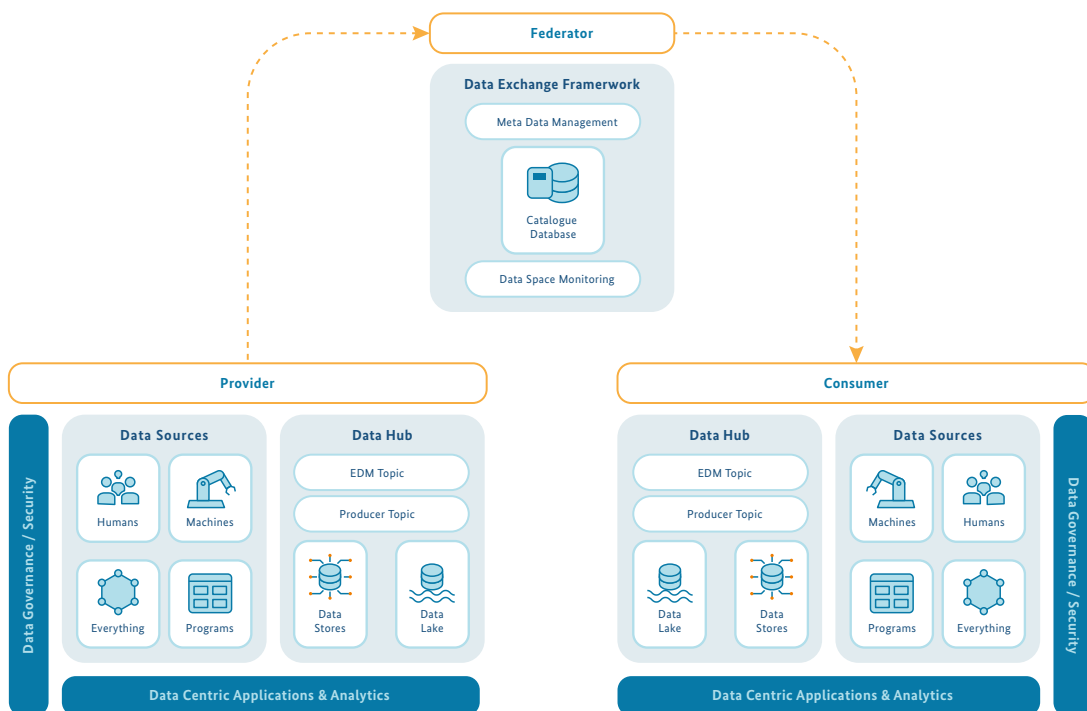 Federator
Data Exchange Framerwork
Meta Data Management
Catalogue
Database
Data Space Monitoring
Provider
Data Governance / Security
Data Sources
Humans
Machines
Everything
Programs
Data Hub
EDM Topic
Producer Topic
Data
Stores
Data
Lake
Data Centric Applications & Analytics
Consumer
Data Hub
EDM Topic
Producer Topic
Data
Lake
Data
Stores
Data Sources
Machines
Humans
Programs
Everything
Data Governance / Security
Data Centric Applications & Analytics